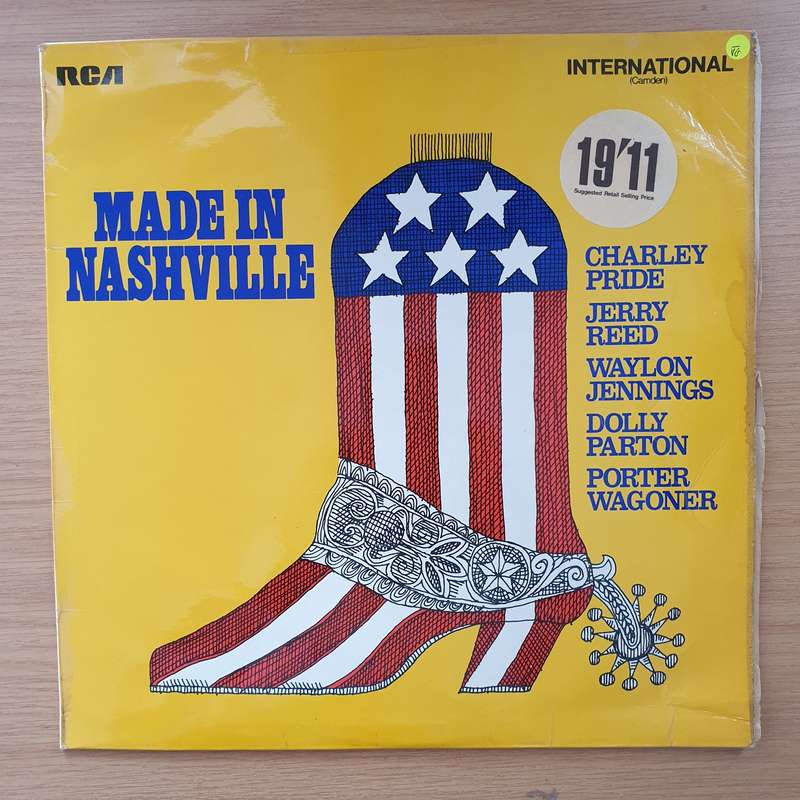 RCA
INTERNATIONAL
(Camden)
VG
19'11
Suggested Retail Selling Price
MADE IN
NASHVILLE
CHARLEY
PRIDE
JERRY
REED
WAYLON
JENNINGS
DOLLY
PARTON
PORTER
WAGONER